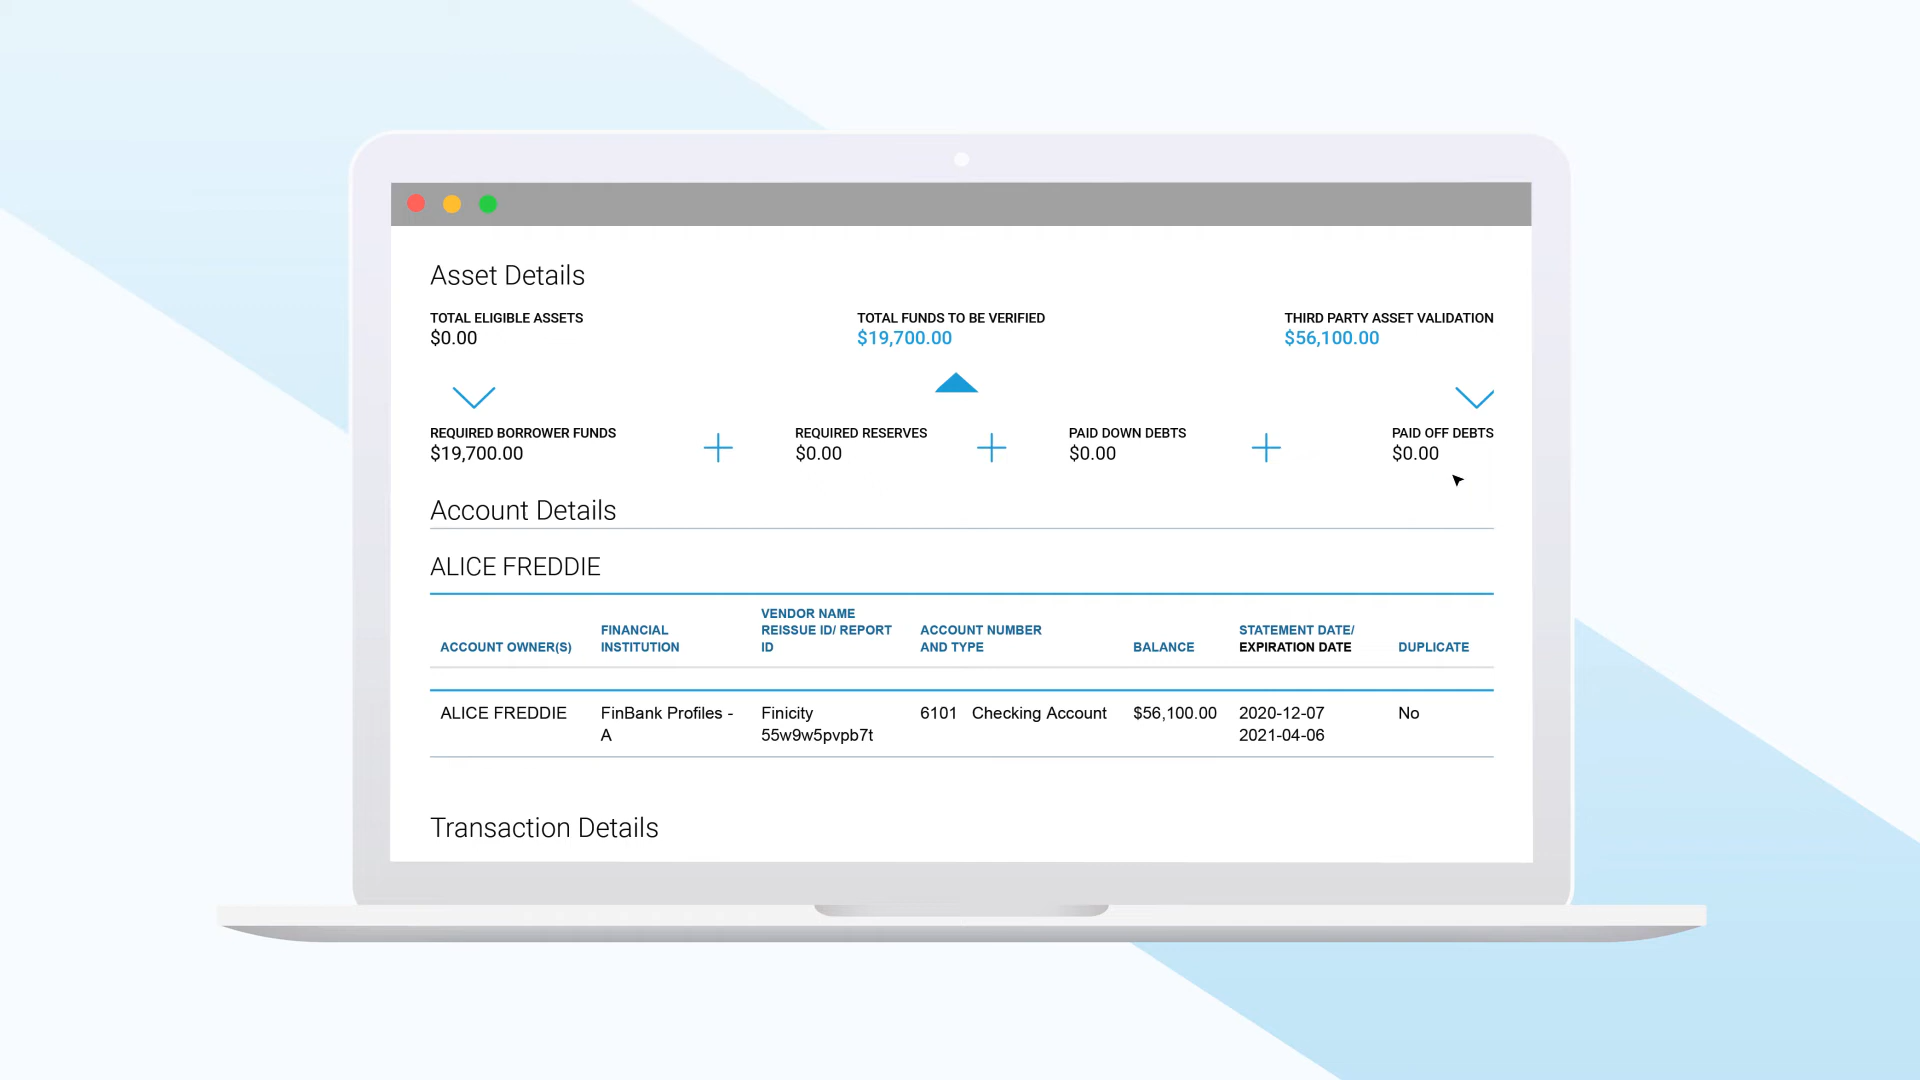 Asset Details
TOTAL ELIGIBLE ASSETS
$0.00
TOTAL FUNDS TO BE VERIFIED
$19,700.00
THIRD PARTY ASSET VALIDATION
$56,100.00
REQUIRED BORROWER FUNDS
$19,700.00
REQUIRED RESERVES
$0.00
PAID DOWN DEBTS
$0.00
PAID OFF DEBTS
$0.00
Account Details
ALICE FREDDIE
ACCOUNT OWNER(S)
FINANCIAL
INSTITUTION
VENDOR NAME
REISSUE ID/ REPORT
ID
ACCOUNT NUMBER
AND TYPE
BALANCE
STATEMENT DATE/
EXPIRATION DATE
DUPLICATE
ALICE FREDDIE
FinBank Profiles -
A
Finicity
55w9w5pvpb7t
6101 Checking Account
$56,100.00
2020-12-07
2021-04-06
No
Transaction Details